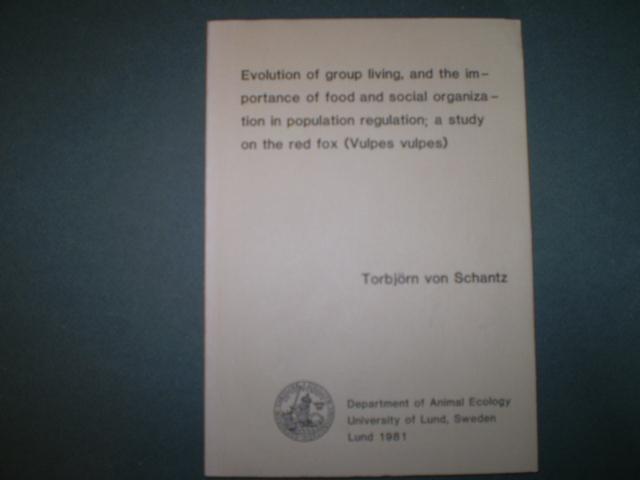 Evolution of group living, and the im-
portance of food and social organiza-
tion in population regulation; a study
on the red fox (Vulpes vulpes)
Torbjörn von Schantz
Department of Animal Ecology
University of Lund, Sweden
Lund 1981